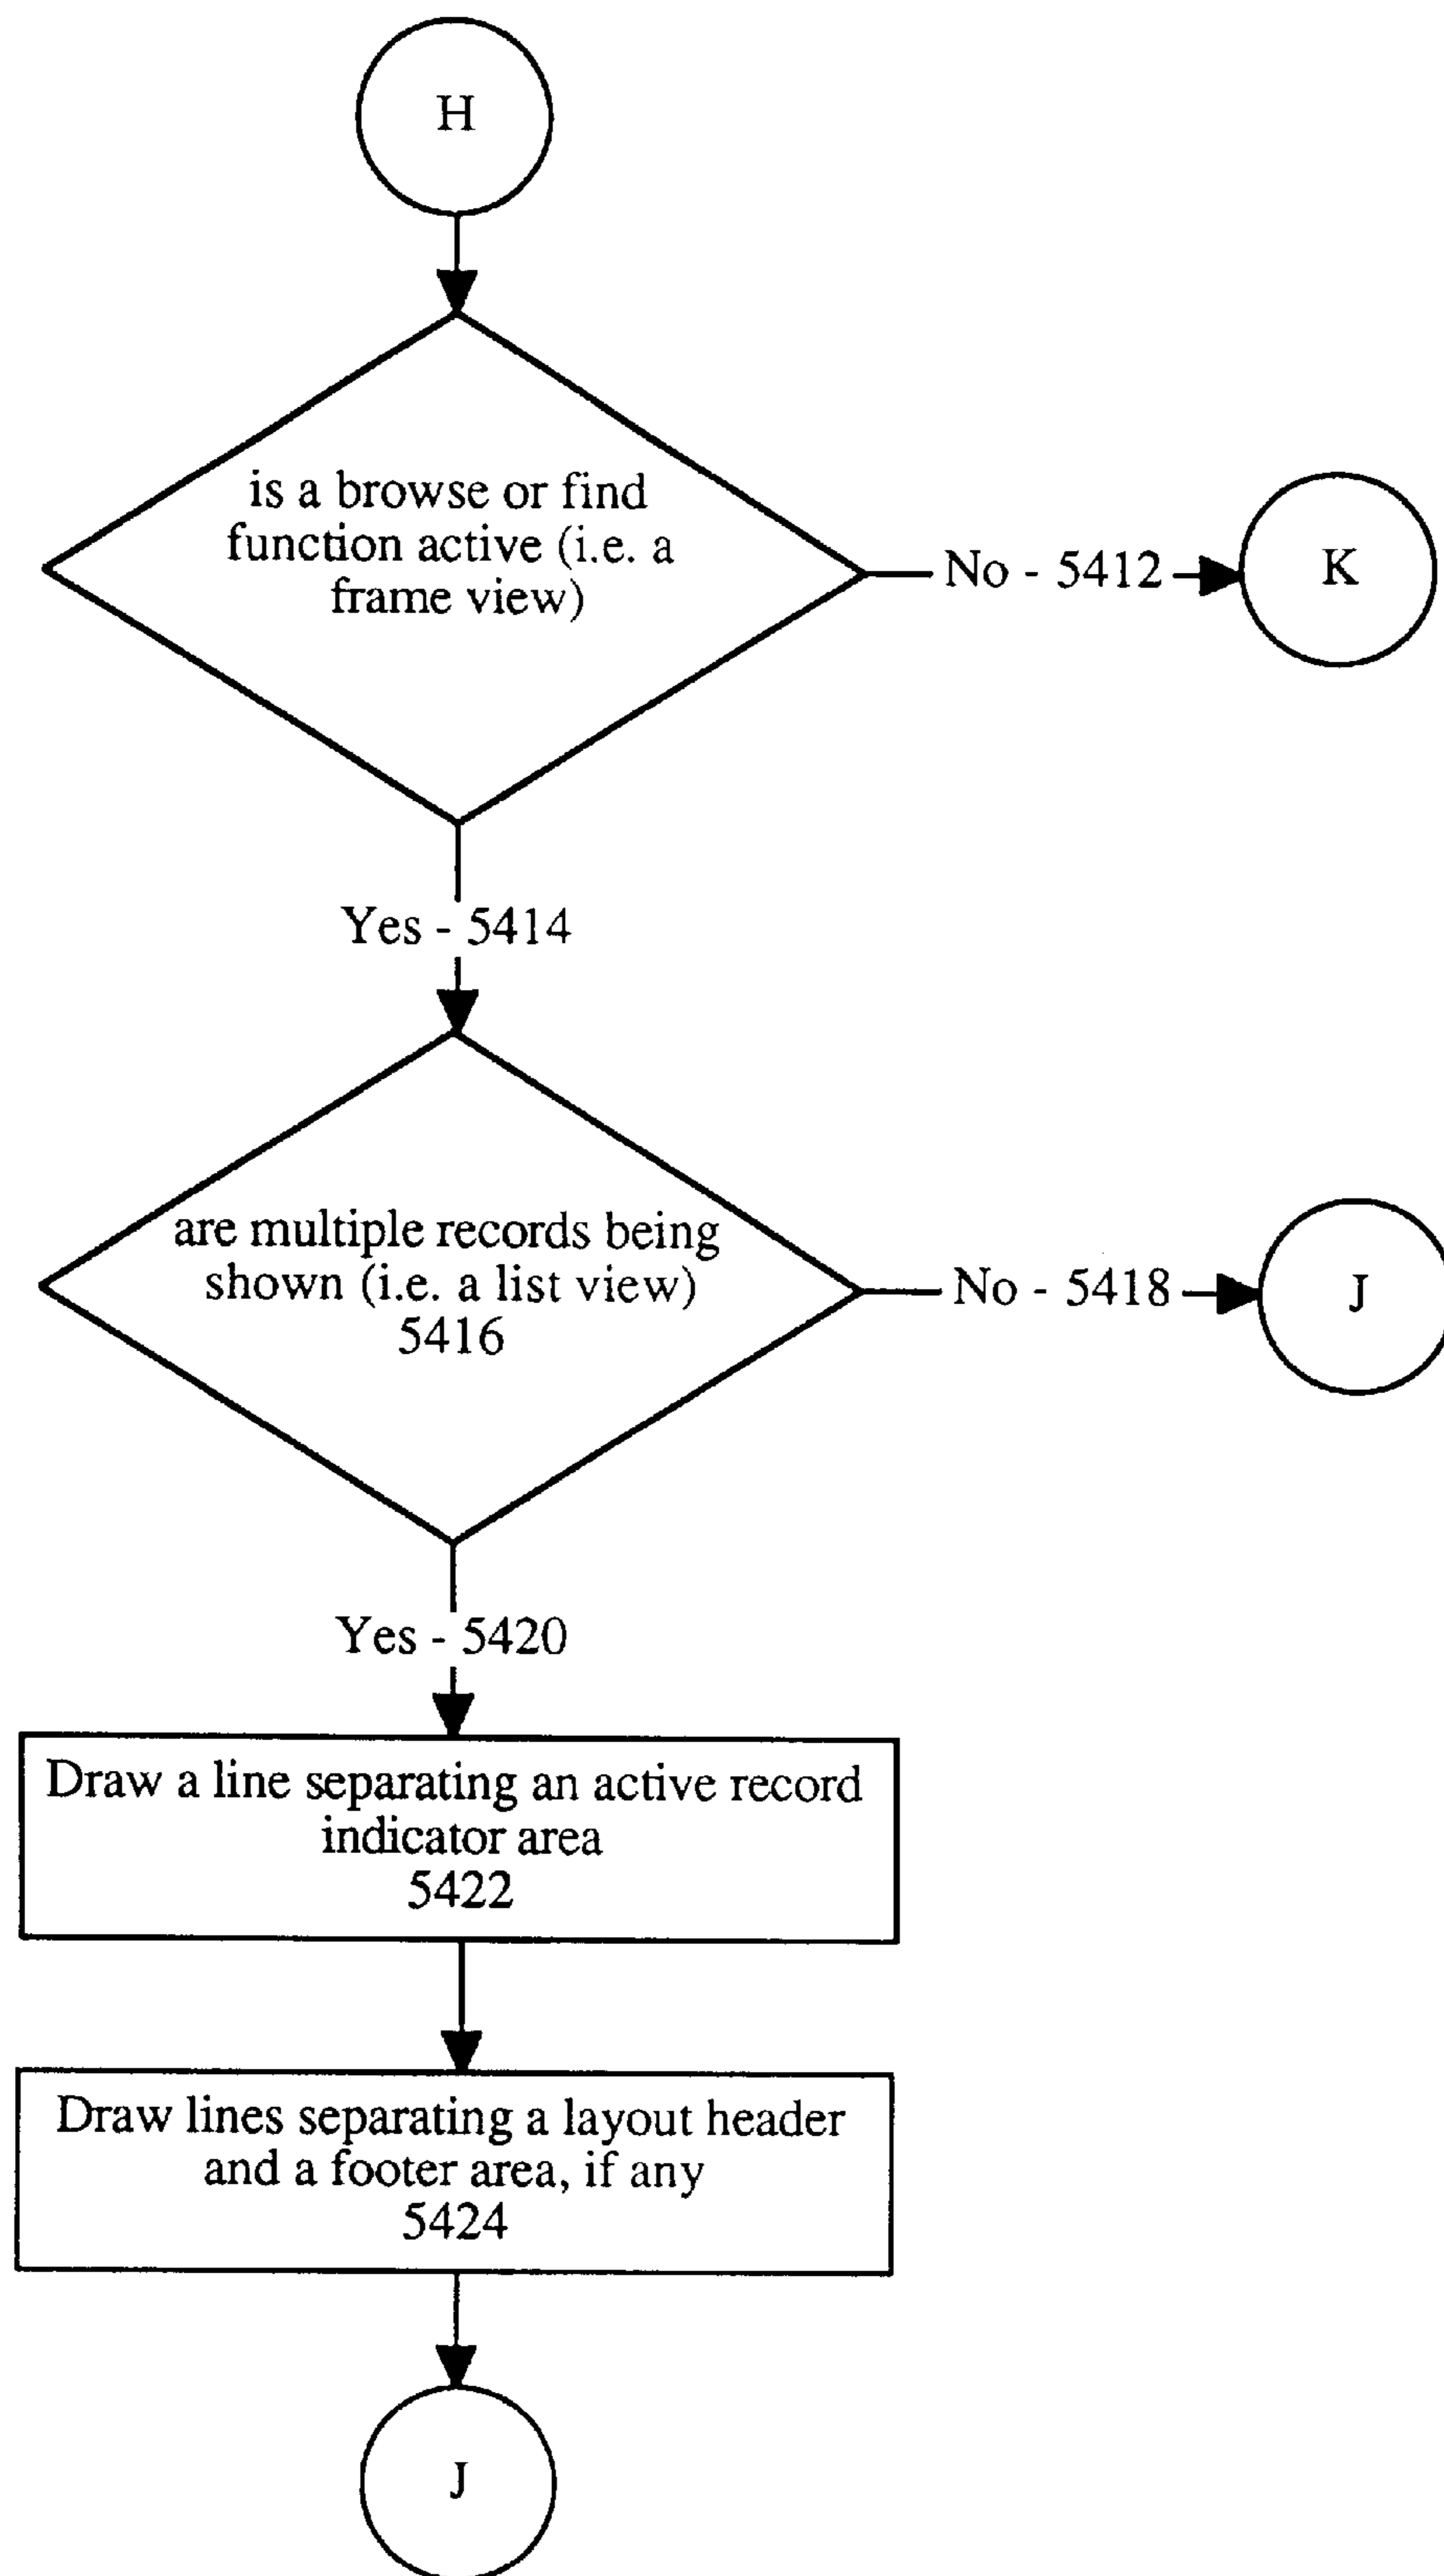 H
is a browse or find
function active (i.e. a
frame view)
No - 5412
K
Yes - 5414
are multiple records being
shown (i.e. a list view)
5416
No - 5418
J
Yes - 5420
Draw a line separating an active record
indicator area
5422
Draw lines separating a layout header
and a footer area, if any
5424
J